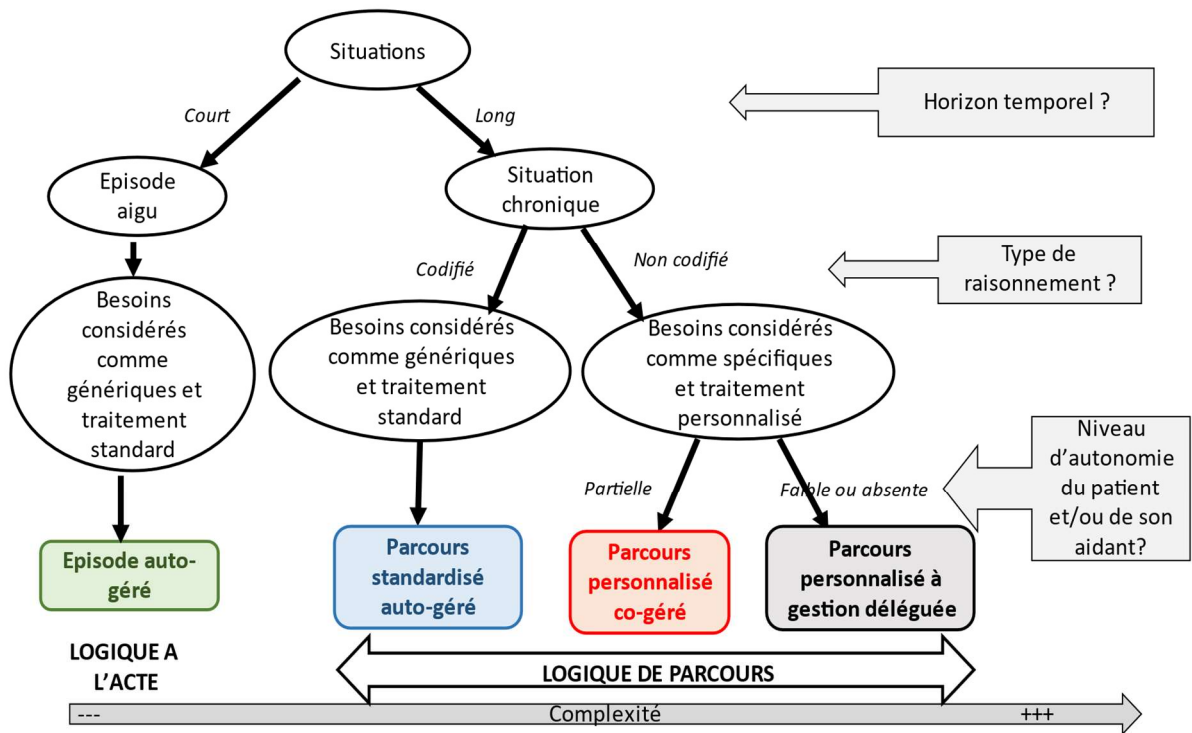 Situations
Horizon temporel ?
Court
Long
Episode
aigu
Situation
chronique
Type de
raisonnement ?
Codifié
Non codifié
Besoins
considérés
comme
génériques et
traitement
standard
Besoins considérés
comme génériques
et traitement
standard
Besoins considérés
comme spécifiques
et traitement
personnalisé
Niveau
d’autonomie
du patient
et/ou de son
aidant?
Partielle
Faible ou absente
Episode auto-
géré
Parcours
standardisé
auto-géré
Parcours
personnalisé
co-géré
Parcours
personnalisé à
gestion déléguée
LOGIQUE A
L’ACTE
LOGIQUE DE PARCOURS
--- Complexité +++